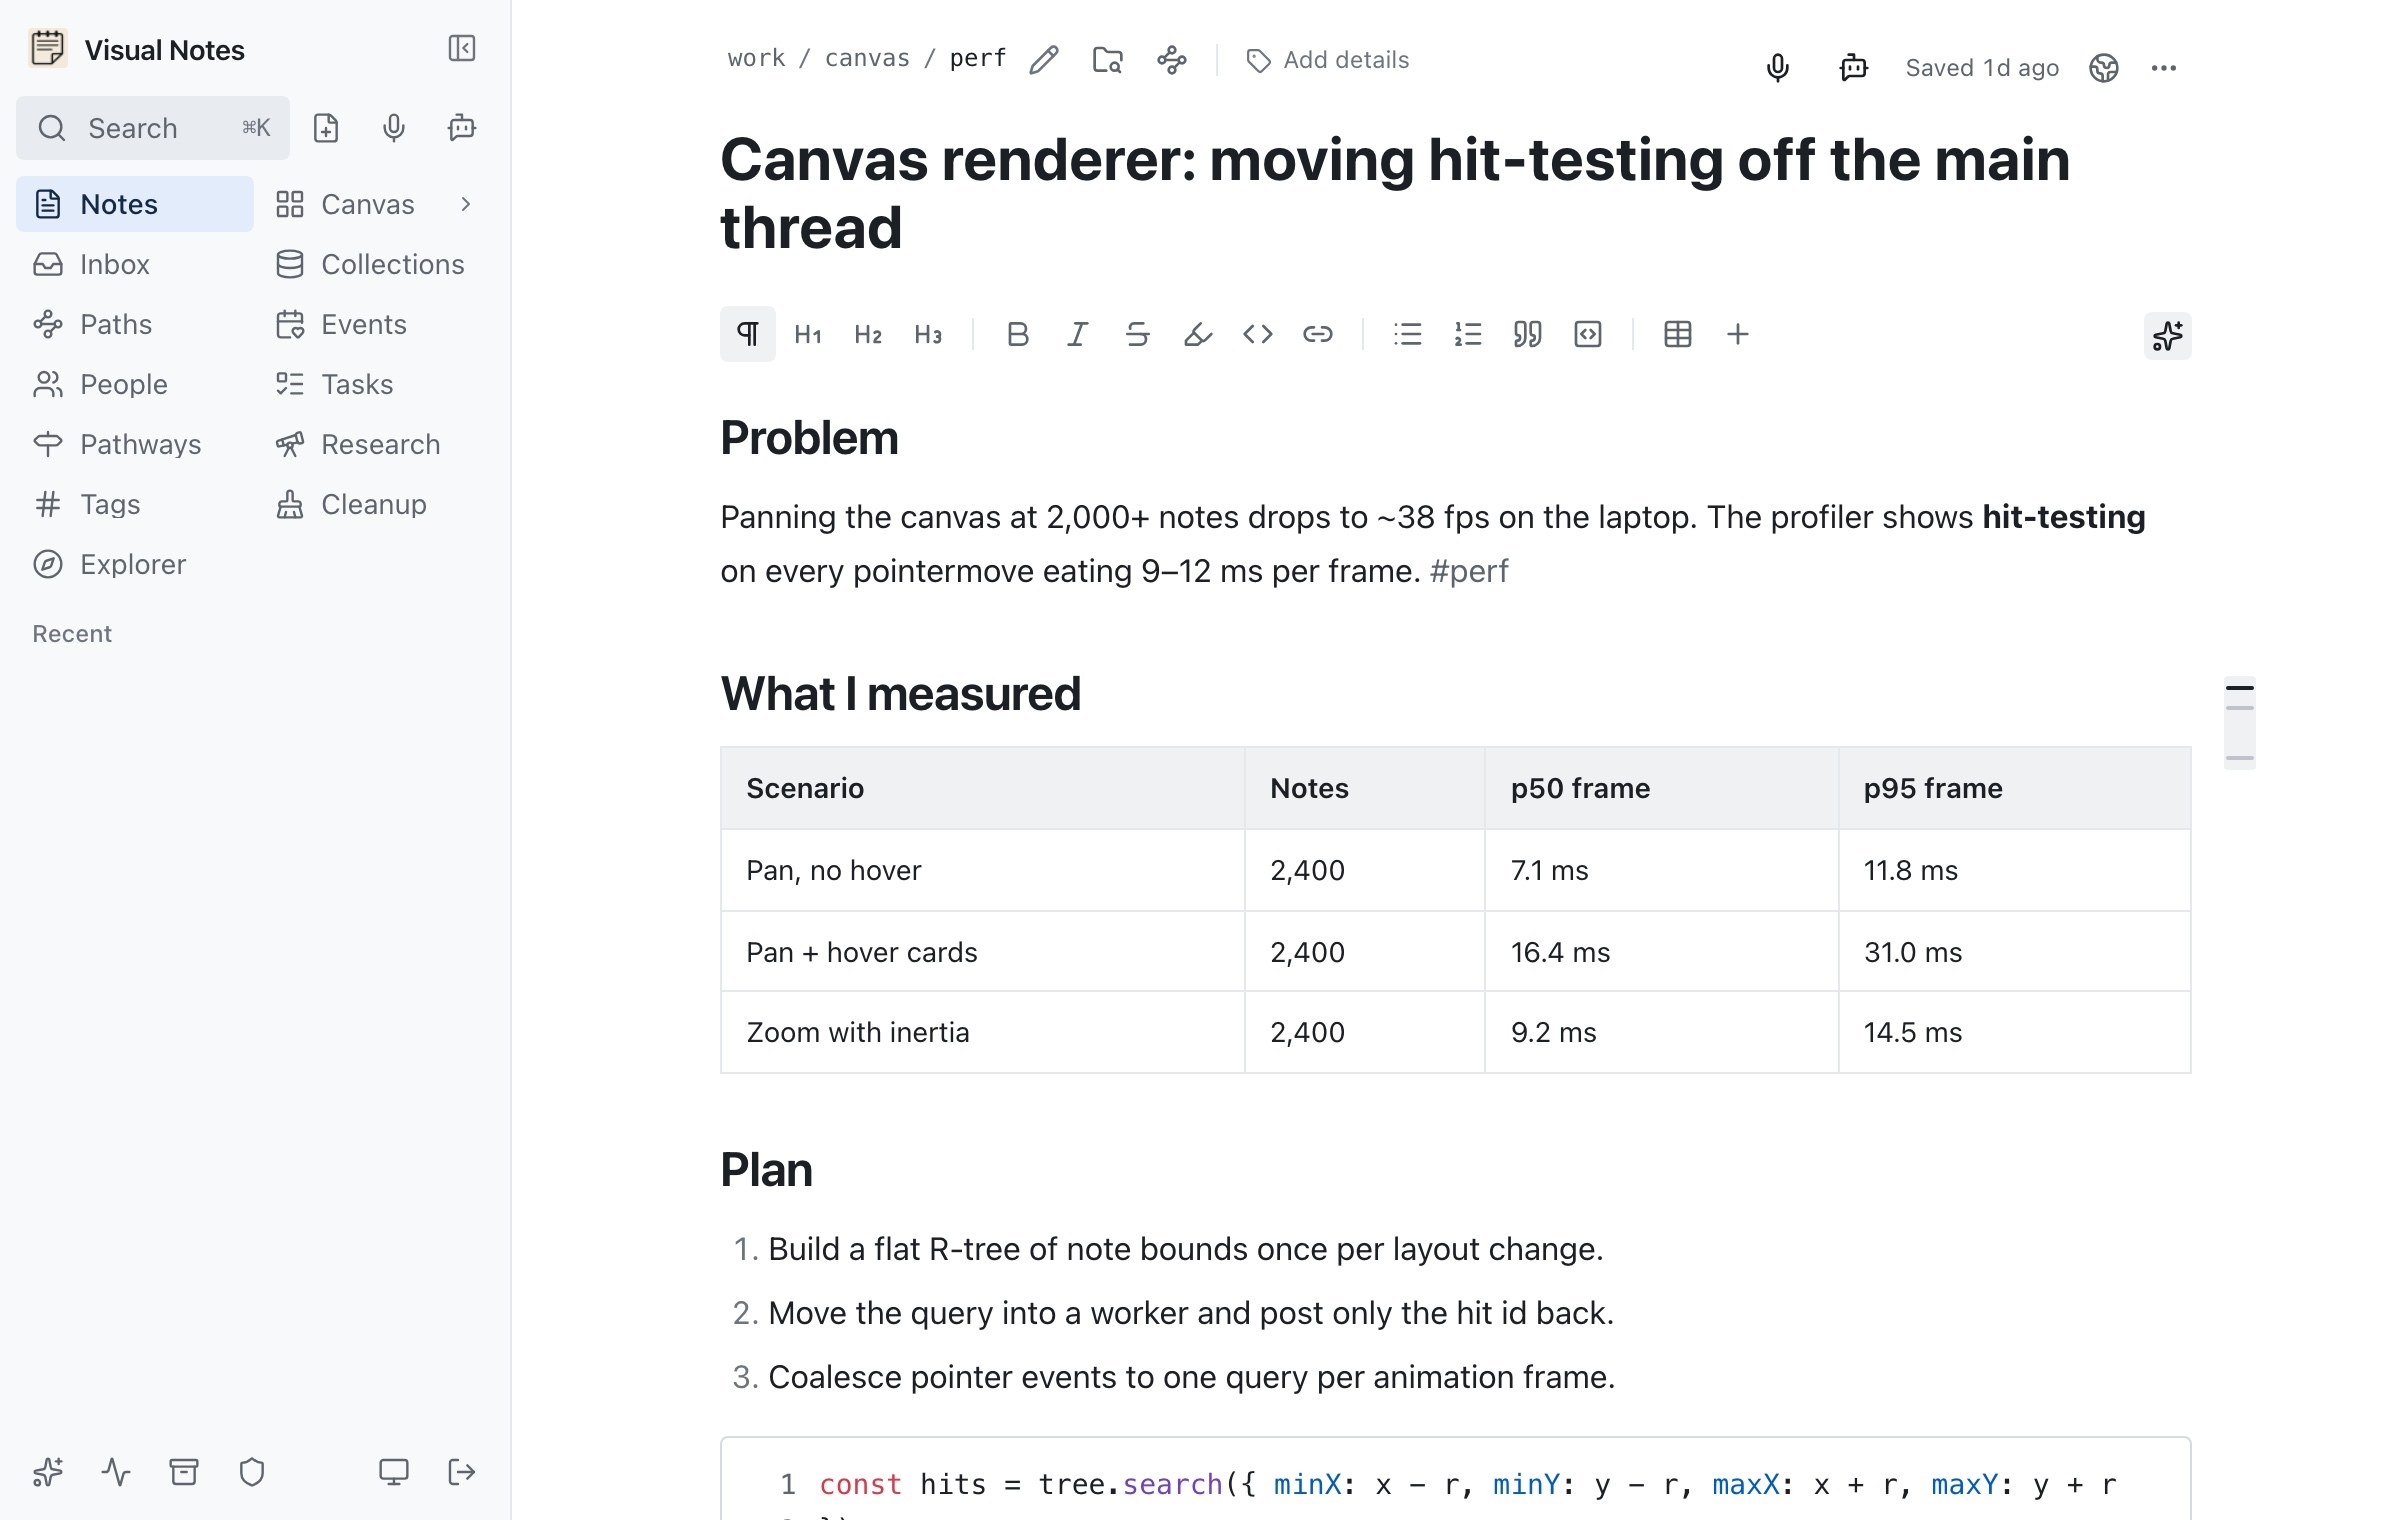 Visual Notes
Search ⌘K
Notes
Canvas
Inbox
Collections
Paths
Events
People
Tasks
Pathways
Research
Tags
Cleanup
Explorer
Recent
work / canvas / perf
Add details
Saved 1d ago
Canvas renderer: moving hit-testing off the main
thread
H1 H2 H3
Problem
Panning the canvas at 2,000+ notes drops to ~38 fps on the laptop. The profiler shows hit-testing
on every pointermove eating 9–12 ms per frame. #perf
What I measured
Scenario Notes p50 frame p95 frame
Pan, no hover 2,400 7.1 ms 11.8 ms
Pan + hover cards 2,400 16.4 ms 31.0 ms
Zoom with inertia 2,400 9.2 ms 14.5 ms
Plan
1. Build a flat R-tree of note bounds once per layout change.
2. Move the query into a worker and post only the hit id back.
3. Coalesce pointer events to one query per animation frame.
1 const hits = tree.search({ minX: x - r, minY: y - r, maxX: x + r, maxY: y + r